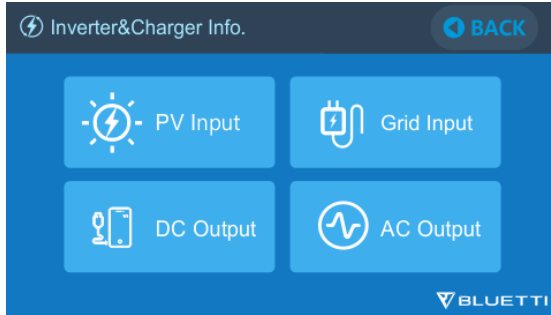 Inverter&Charger Info.
BACK
PV Input
Grid Input
DC Output
AC Output
BLUETTI